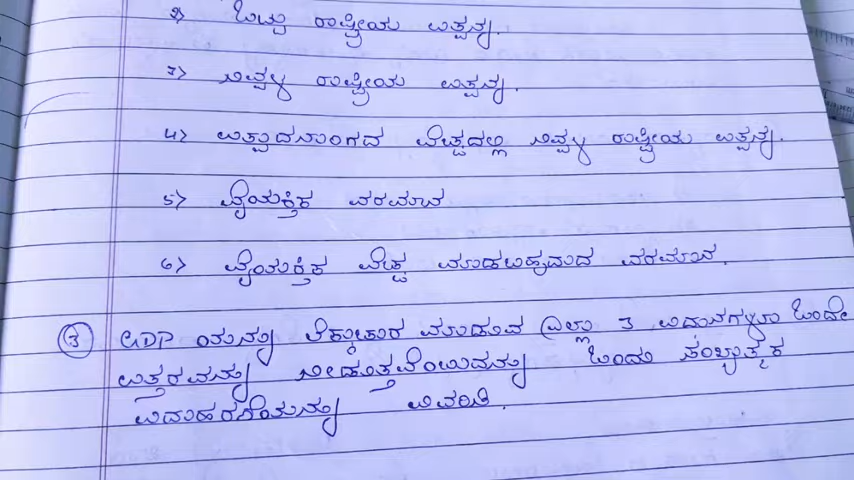 2> ಒಟ್ಟು ರಾಷ್ಟ್ರೀಯ ಉತ್ಪನ್ನ.
3> ನಿವ್ವಳ ರಾಷ್ಟ್ರೀಯ ಉತ್ಪನ್ನ.
4> ಉತ್ಪಾದನಾಂಗದ ವೆಚ್ಚದಲ್ಲಿ ನಿವ್ವಳ ರಾಷ್ಟ್ರೀಯ ಉತ್ಪನ್ನ.
5> ವೈಯಕ್ತಿಕ ವರಮಾನ
6> ವೈಯಕ್ತಿಕ ವೆಚ್ಚ ಮಾಡಬಹುದಾದ ವರಮಾನ.
3 GDP ಯನ್ನು ಲೆಕ್ಕಾಚಾರ ಮಾಡುವ ಎಲ್ಲಾ 3 ವಿಧಾನಗಳೂ ಒಂದೇ
ಉತ್ತರವನ್ನು ನೀಡುತ್ತವೆಂಬುದನ್ನು ಒಂದು ಸಂಖ್ಯಾತ್ಮಕ
ಉದಾಹರಣೆಯನ್ನು ವಿವರಿಸಿ.